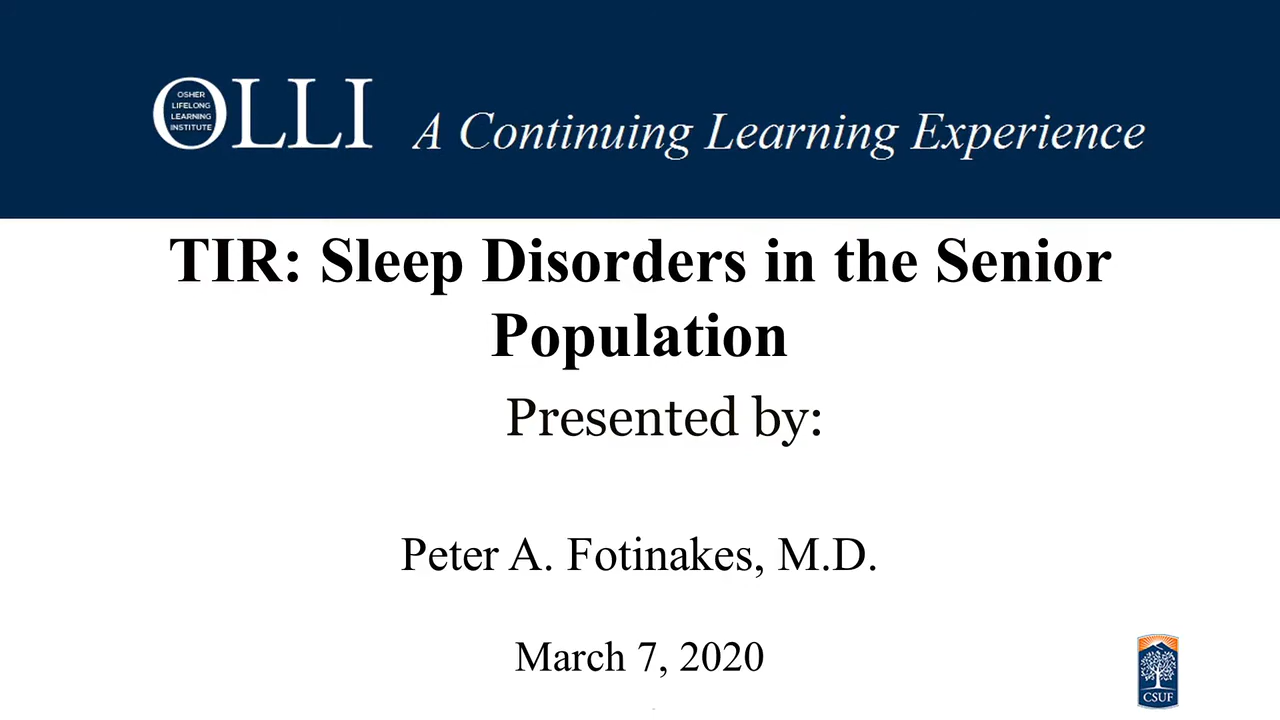 OLLI
OSHER
LIFELONG
LEARNING
INSTITUTE
A Continuing Learning Experience
TIR: Sleep Disorders in the Senior
Population
Presented by:
Peter A. Fotinakes, M.D.
March 7, 2020
CSUF